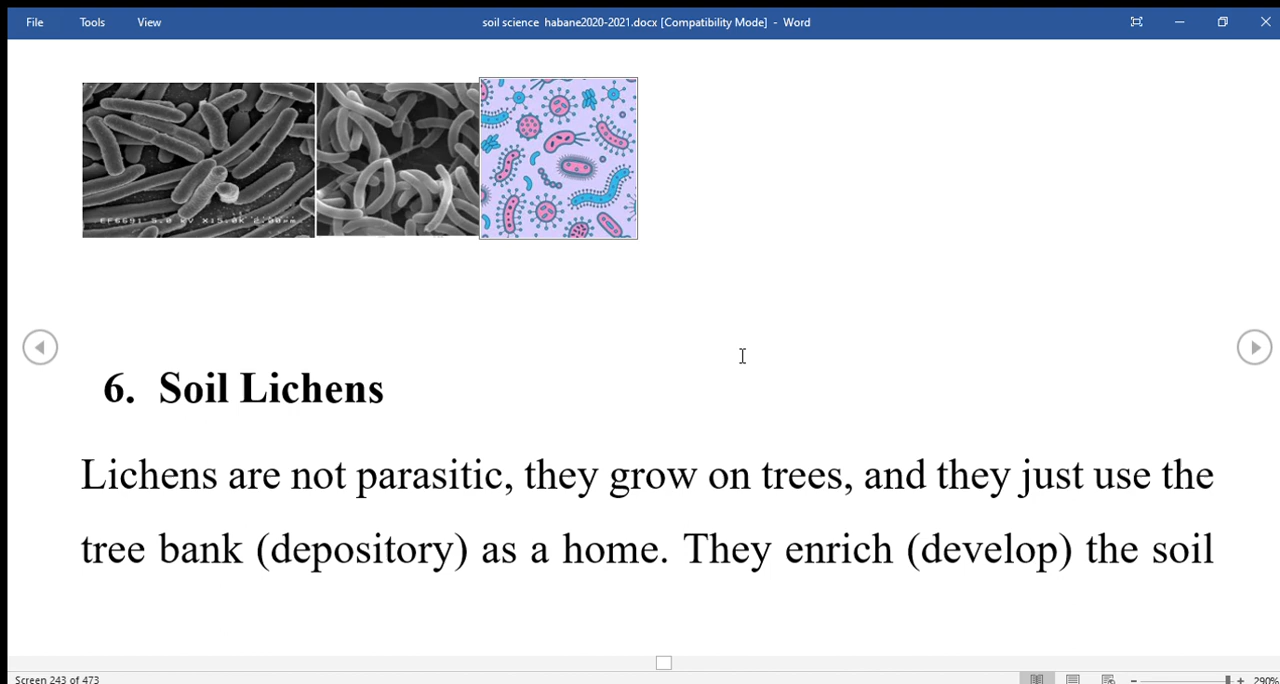 File Tools View soil science habane2020-2021.docx [Compatibility Mode] - Word
6. Soil Lichens
Lichens are not parasitic, they grow on trees, and they just use the
tree bank (depository) as a home. They enrich (develop) the soil
Screen 243 of 473 290%